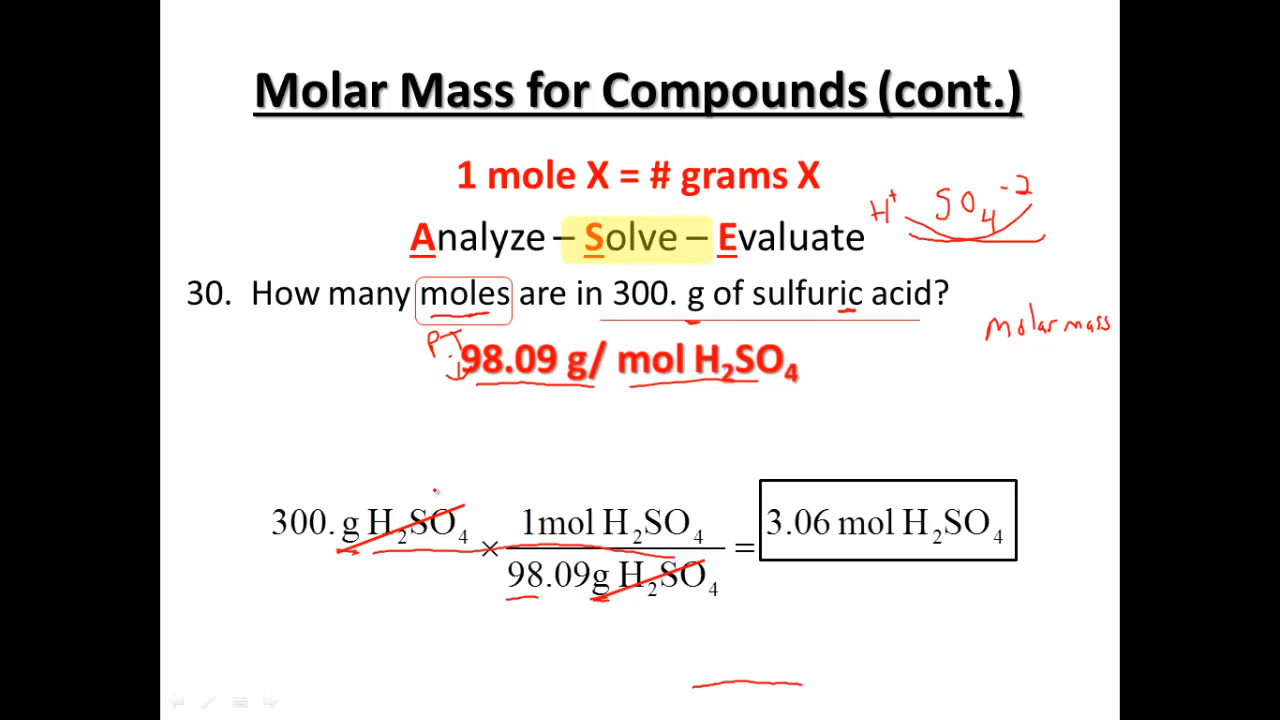 Molar Mass for Compounds (cont.)
1 mole X = # grams X
Analyze – Solve – Evaluate
H⁺ SO₄⁻²
30. How many moles are in 300. g of sulfuric acid?
Molar mass
P.T
98.09 g/ mol H₂SO₄
300. g H₂SO₄ × 1mol H₂SO₄ / 98.09g H₂SO₄ = 3.06 mol H₂SO₄